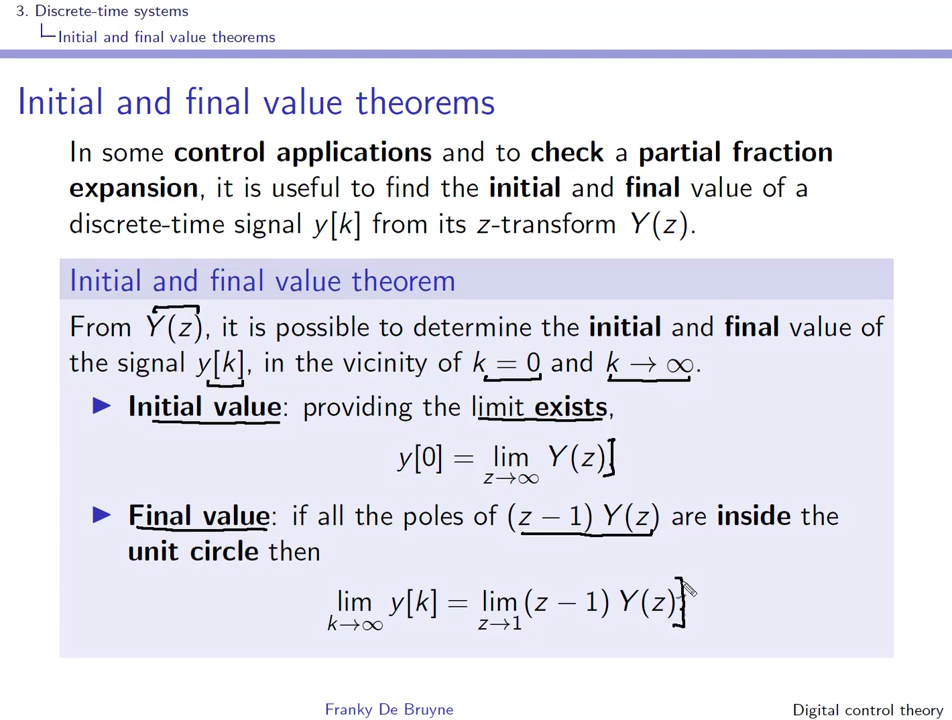 3. Discrete-time systems
Initial and final value theorems
Initial and final value theorems
In some control applications and to check a partial fraction
expansion, it is useful to find the initial and final value of a
discrete-time signal y[k] from its z-transform Y(z).
Initial and final value theorem
From Y(z), it is possible to determine the initial and final value of
the signal y[k], in the vicinity of k = 0 and k → ∞.
▶ Initial value: providing the limit exists,
y[0] = lim Y(z)
z→∞
▶ Final value: if all the poles of (z − 1) Y(z) are inside the
unit circle then
lim y[k] = lim (z − 1) Y(z)
k→∞ z→1
Franky De Bruyne Digital control theory